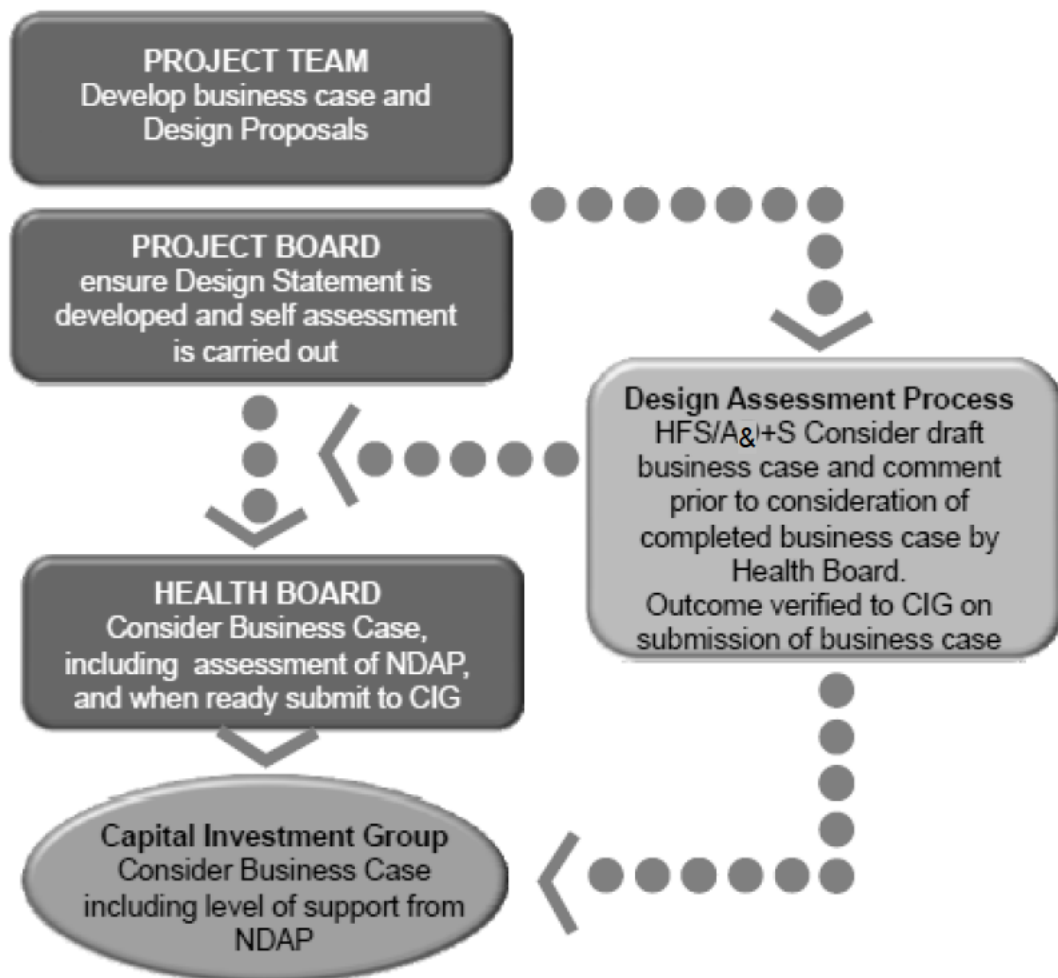 PROJECT TEAM
Develop business case and
Design Proposals
PROJECT BOARD
ensure Design Statement is
developed and self assessment
is carried out
Design Assessment Process
Consider draft
business case and comment
prior to consideration of
completed business case by
Health Board.
Outcome verified to CIG on
submission of business case
HEALTH BOARD
Consider Business Case,
including assessment of NDAP,
and when ready submit to CIG
Capital Investment Group
Consider Business Case
including level of support from
NDAP